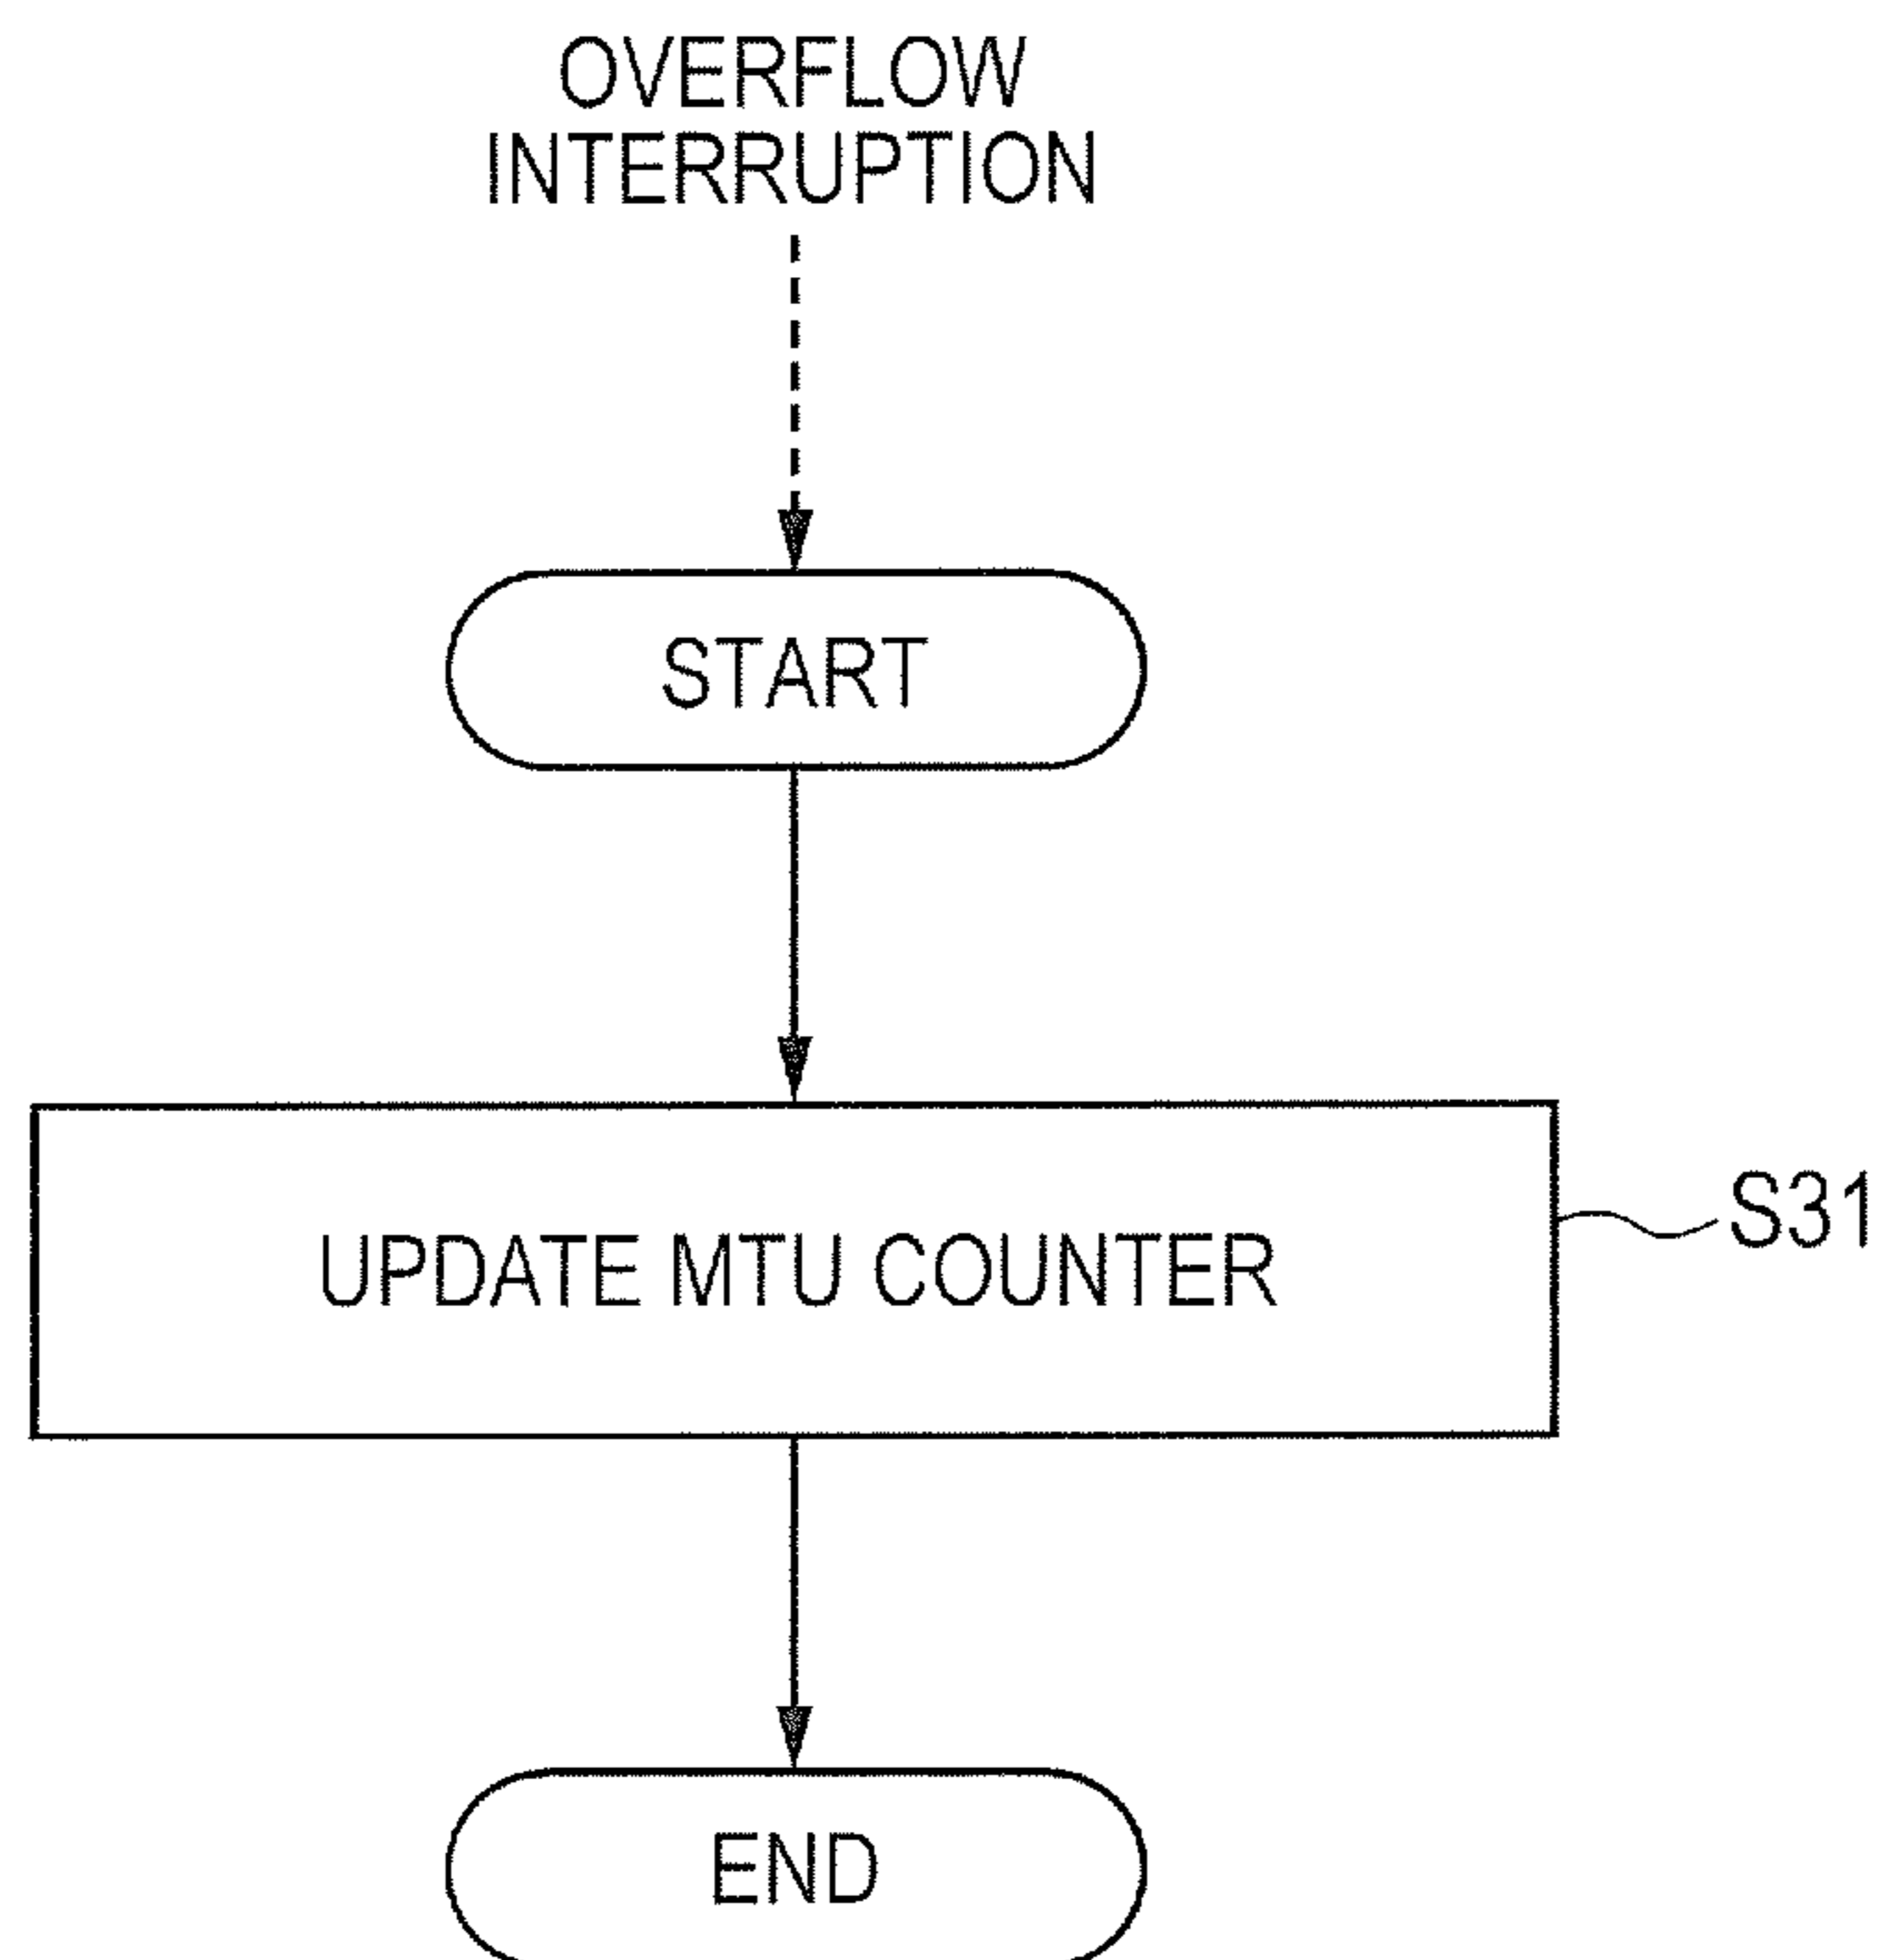 OVERFLOW
INTERRUPTION
START
UPDATE MTU COUNTER
S31
END